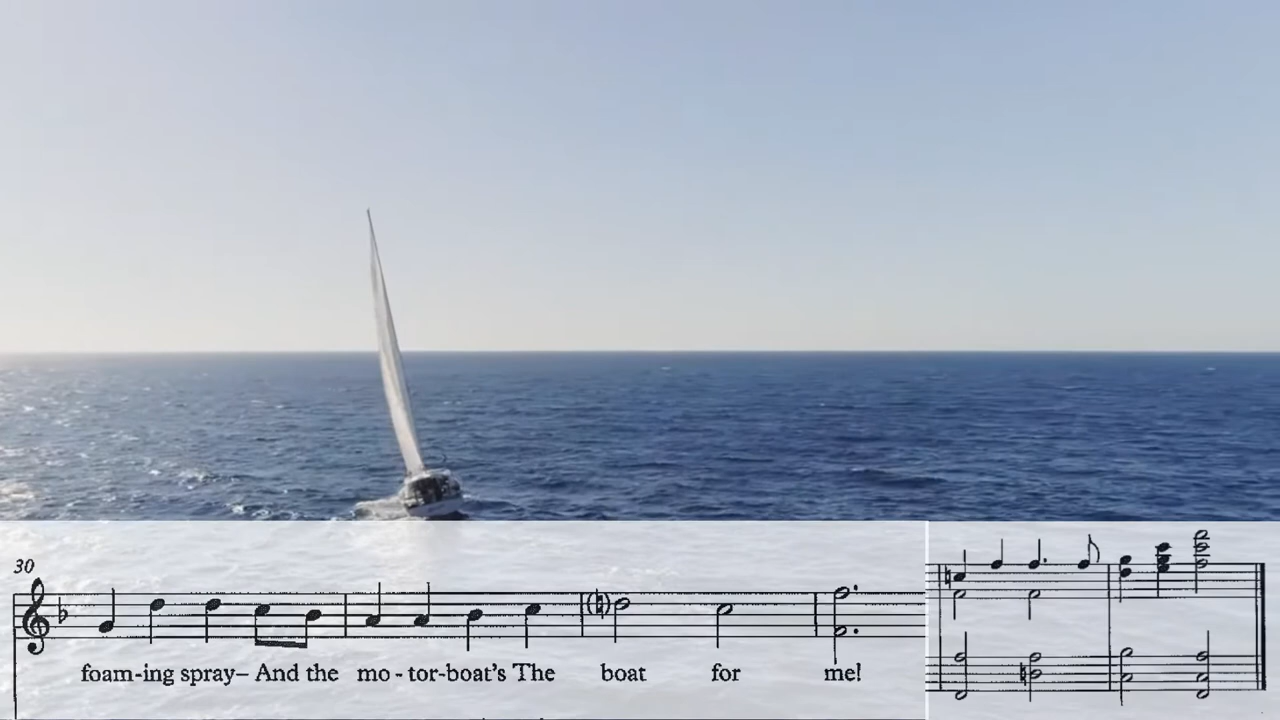 30
foam-ing spray– And the mo - tor-boat's The boat for me!